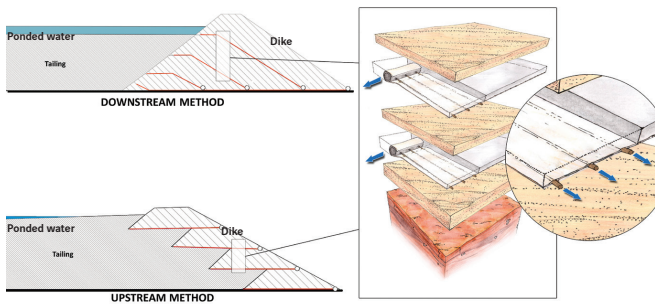 Ponded water
Dike
Tailing
DOWNSTREAM METHOD
Ponded water
Dike
Tailing
UPSTREAM METHOD